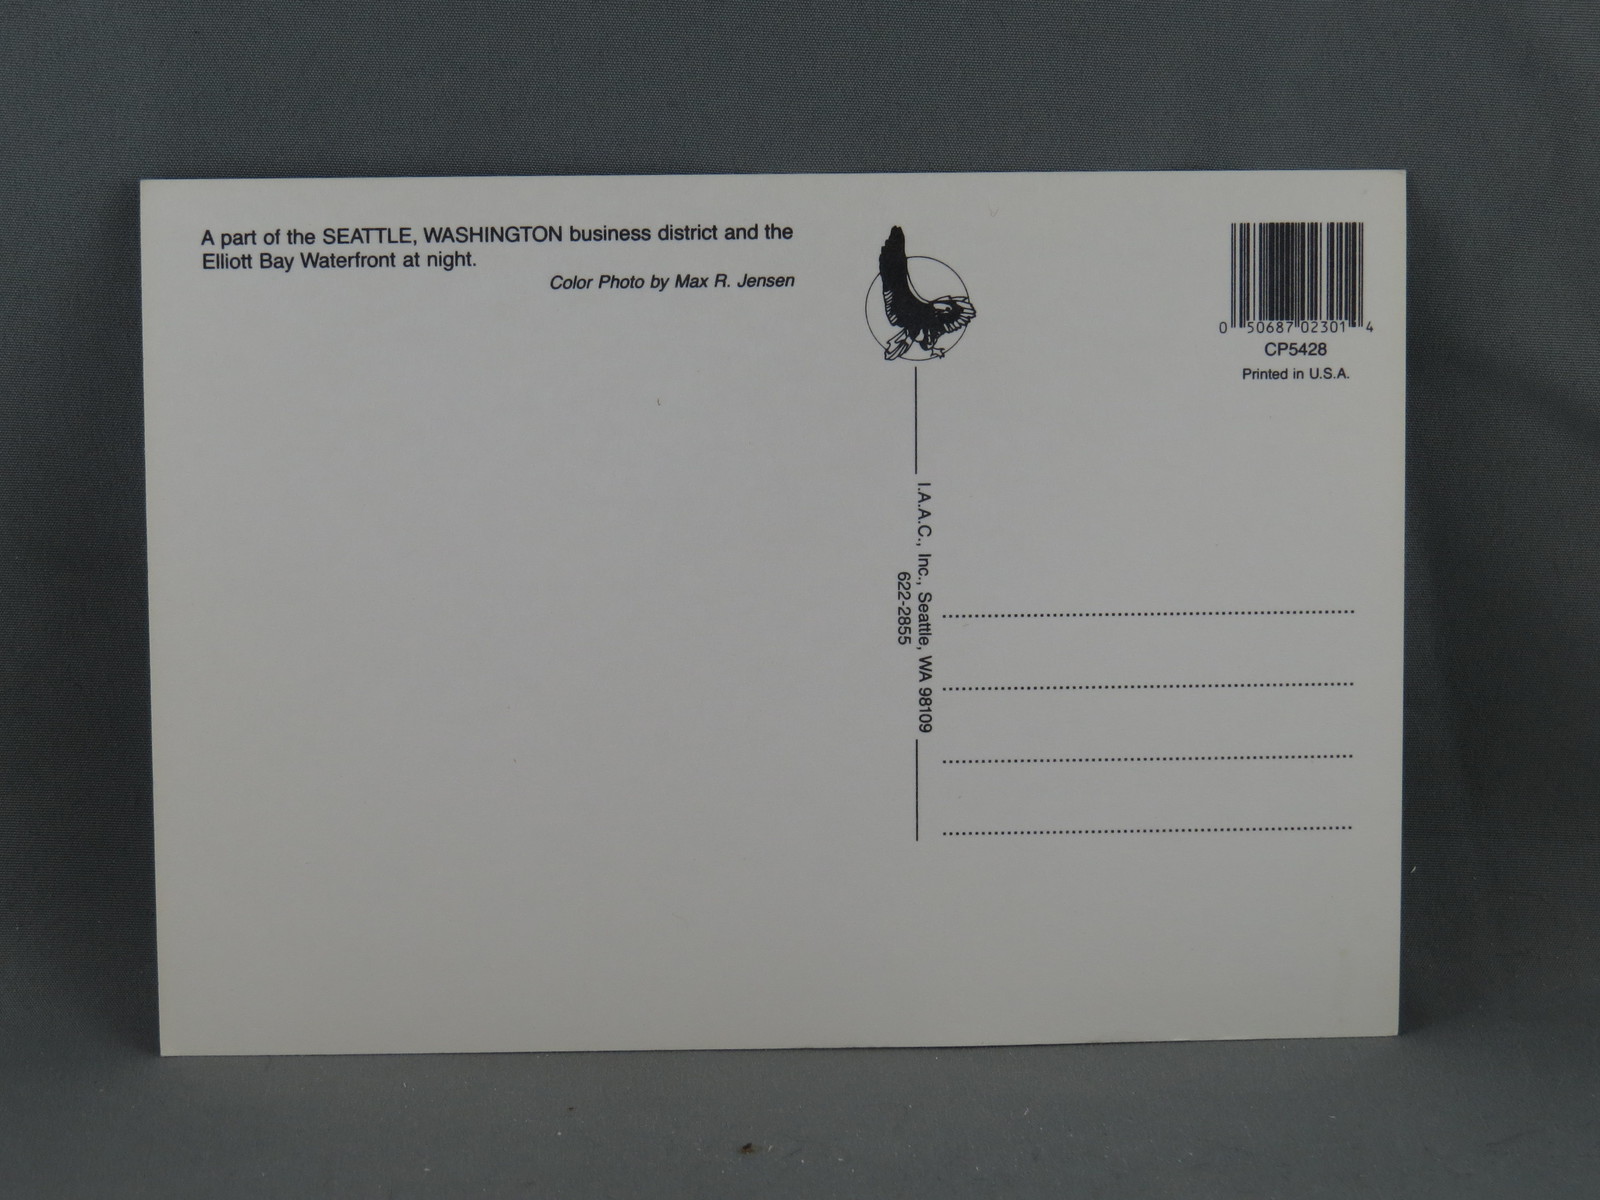 A part of the SEATTLE, WASHINGTON business district and the
Elliott Bay Waterfront at night.
Color Photo by Max R. Jensen
I.A.A.C., Inc., Seattle, WA 98109
622-2855
0 50687 02301 4
CP5428
Printed in U.S.A.